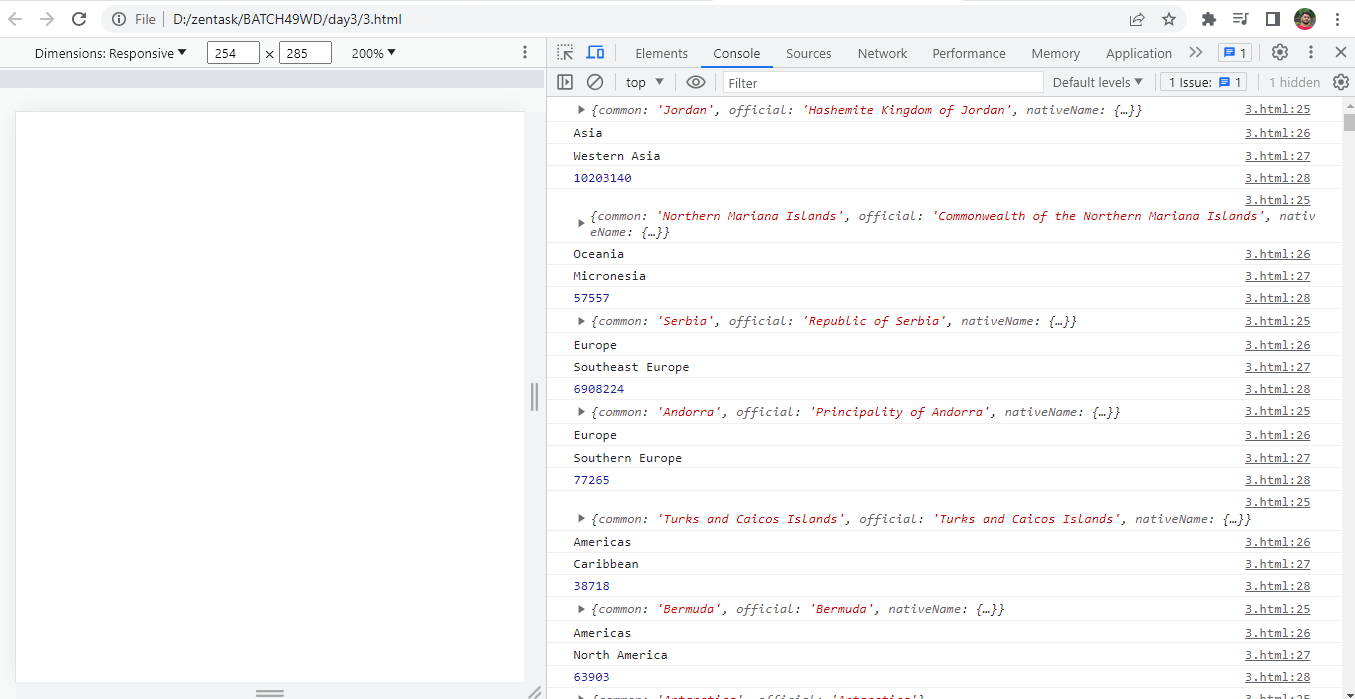 File D:/zentask/BATCH49WD/day3/3.html
Dimensions: Responsive ▼ 254 x 285 200% ▼
Elements Console Sources Network Performance Memory Application 1
top ▼ Filter Default levels ▼ 1 Issue: 1 1 hidden
{common: 'Jordan', official: 'Hashemite Kingdom of Jordan', nativeName: {…}} 3.html:25
Asia 3.html:26
Western Asia 3.html:27
10203140 3.html:28
3.html:25
{common: 'Northern Mariana Islands', official: 'Commonwealth of the Northern Mariana Islands', nativ
eName: {…}}
Oceania 3.html:26
Micronesia 3.html:27
57557 3.html:28
{common: 'Serbia', official: 'Republic of Serbia', nativeName: {…}} 3.html:25
Europe 3.html:26
Southeast Europe 3.html:27
6908224 3.html:28
{common: 'Andorra', official: 'Principality of Andorra', nativeName: {…}} 3.html:25
Europe 3.html:26
Southern Europe 3.html:27
77265 3.html:28
3.html:25
{common: 'Turks and Caicos Islands', official: 'Turks and Caicos Islands', nativeName: {…}}
Americas 3.html:26
Caribbean 3.html:27
38718 3.html:28
{common: 'Bermuda', official: 'Bermuda', nativeName: {…}} 3.html:25
Americas 3.html:26
North America 3.html:27
63903 3.html:28
{common: 'Antarctica', official: 'Antarctica'} 3.html:25